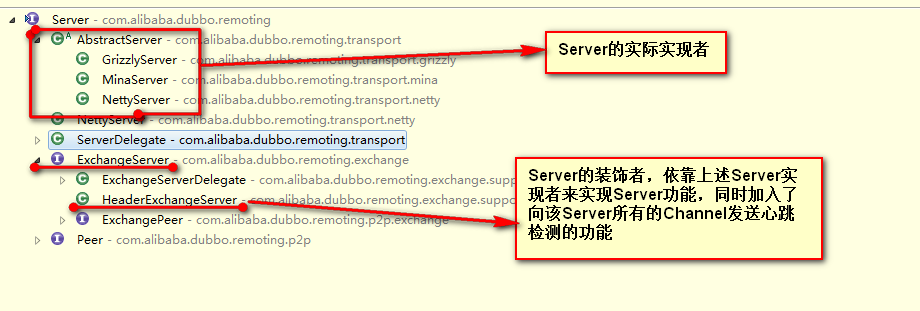 Server - com.alibaba.dubbo.remoting
AbstractServer - com.alibaba.dubbo.remoting.transport
GrizzlyServer - com.alibaba.dubbo.remoting.transport.grizzly
MinaServer - com.alibaba.dubbo.remoting.transport.mina
NettyServer - com.alibaba.dubbo.remoting.transport.netty
NettyServer - com.alibaba.dubbo.remoting.transport.netty
ServerDelegate - com.alibaba.dubbo.remoting.transport
ExchangeServer - com.alibaba.dubbo.remoting.exchange
ExchangeServerDelegate - com.alibaba.dubbo.remoting.exchange.suppo
HeaderExchangeServer - com.alibaba.dubbo.remoting.exchange.suppo
ExchangePeer - com.alibaba.dubbo.remoting.p2p.exchange
Peer - com.alibaba.dubbo.remoting.p2p
Server的实际实现者
Server的装饰者，依靠上述Server实
现者来实现Server功能，同时加入了
向该Server所有的Channel发送心跳
检测的功能